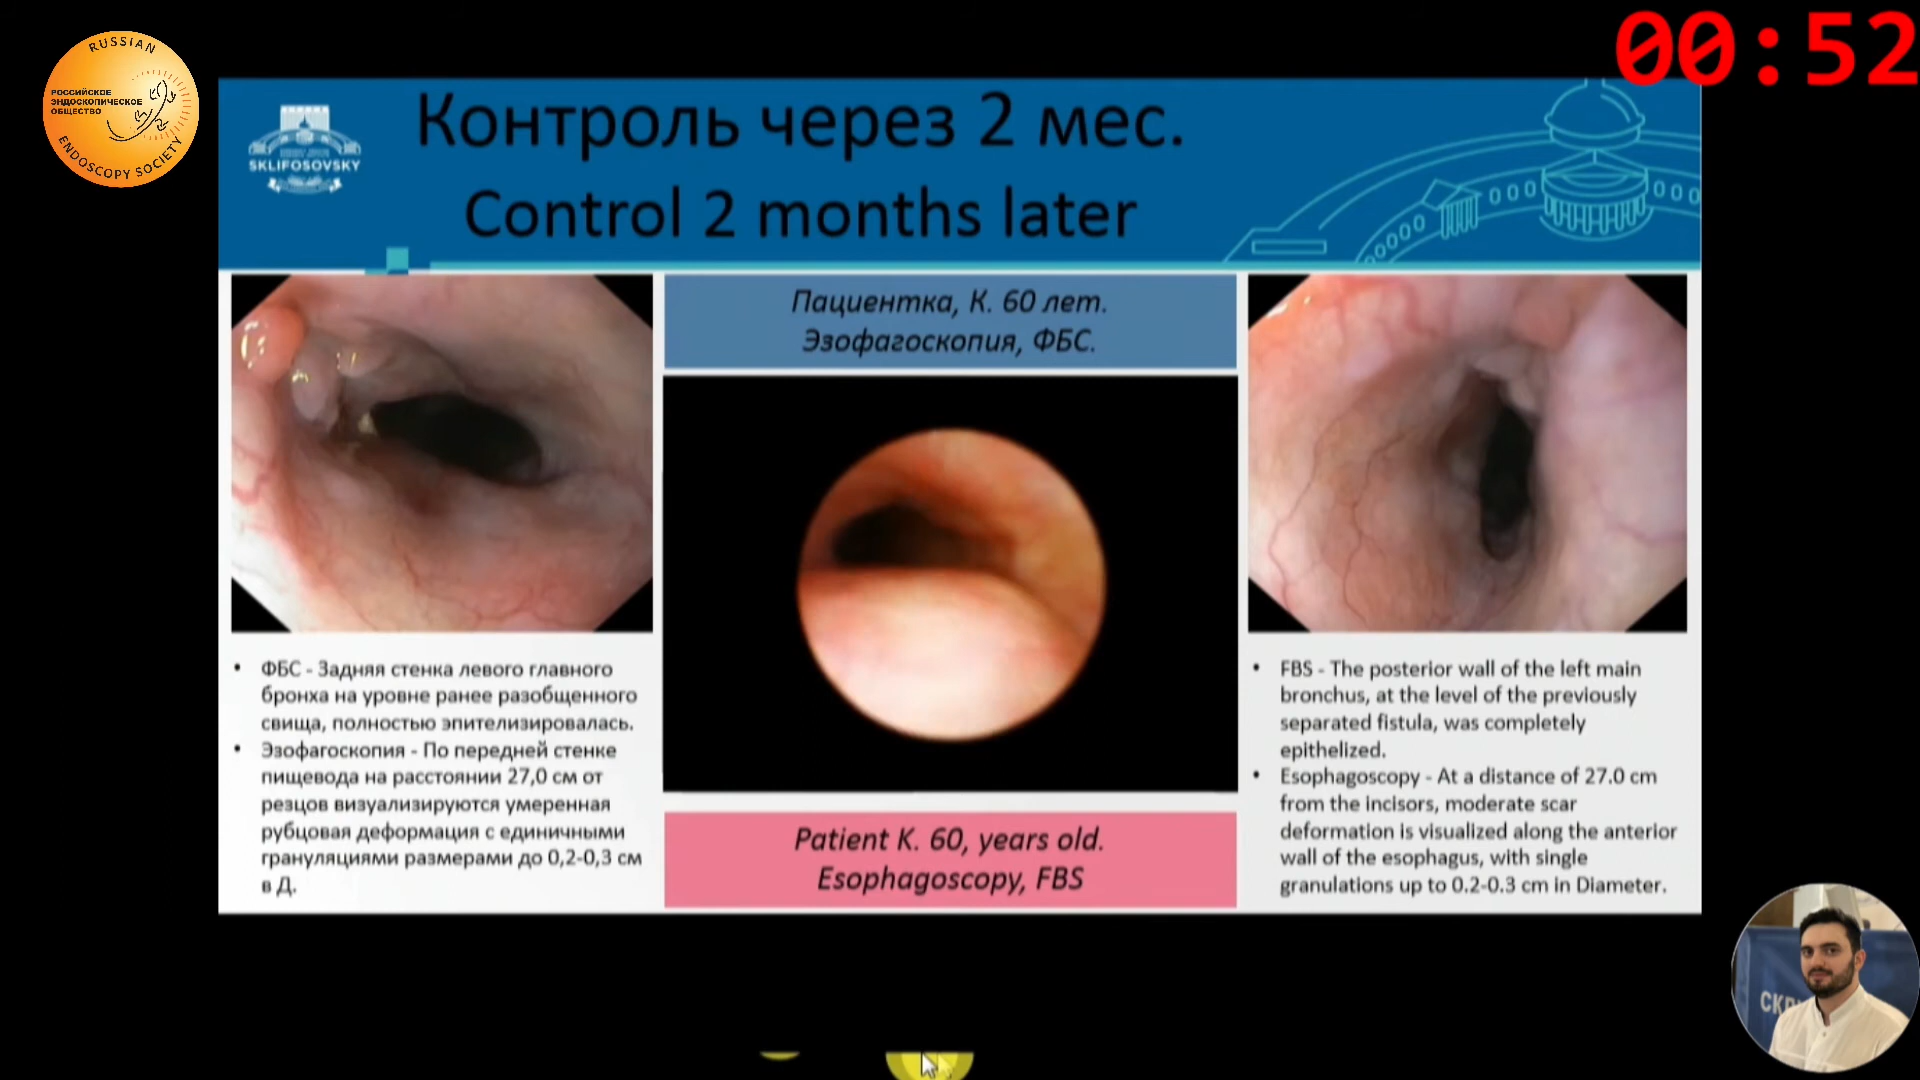 00:52
RUSSIAN
РОССИЙСКОЕ
ЭНДОСКОПИЧЕСКОЕ
ОБЩЕСТВО
ENDOSCOPY SOCIETY
SKLIFOSOVSKY
Контроль через 2 мес.
Control 2 months later
Пациентка, К. 60 лет.
Эзофагоскопия, ФБС.
• ФБС - Задняя стенка левого главного
бронха на уровне ранее разобщенного
свища, полностью эпителизировалась.
• Эзофагоскопия - По передней стенке
пищевода на расстоянии 27,0 см от
резцов визуализируются умеренная
рубцовая деформация с единичными
грануляциями размерами до 0,2-0,3 см
в Д.
Patient K. 60, years old.
Esophagoscopy, FBS
• FBS - The posterior wall of the left main
bronchus, at the level of the previously
separated fistula, was completely
epithelized.
• Esophagoscopy - At a distance of 27.0 cm
from the incisors, moderate scar
deformation is visualized along the anterior
wall of the esophagus, with single
granulations up to 0.2-0.3 cm in Diameter.